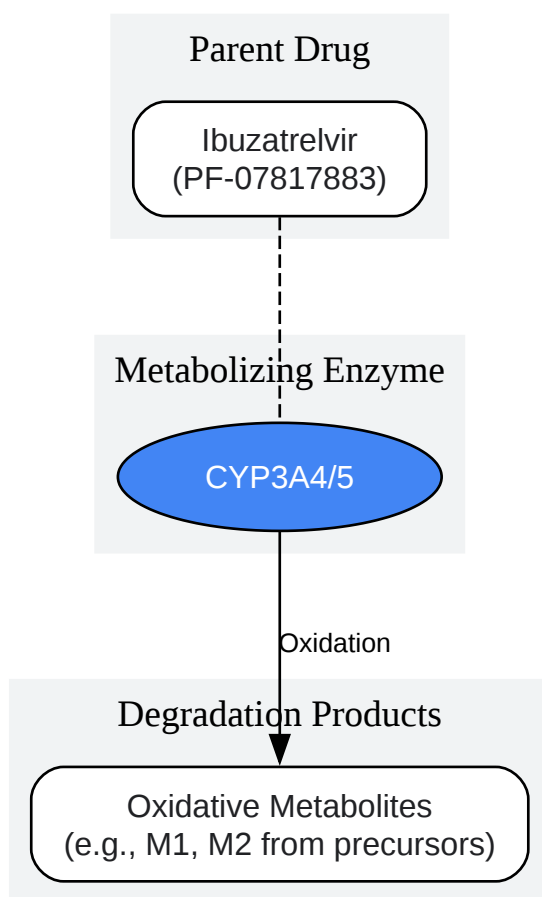 Parent Drug
Ibuzatrelvir
(PF-07817883)
Metabolizing Enzyme
CYP3A4/5
Oxidation
Degradation Products
Oxidative Metabolites
(e.g., M1, M2 from precursors)